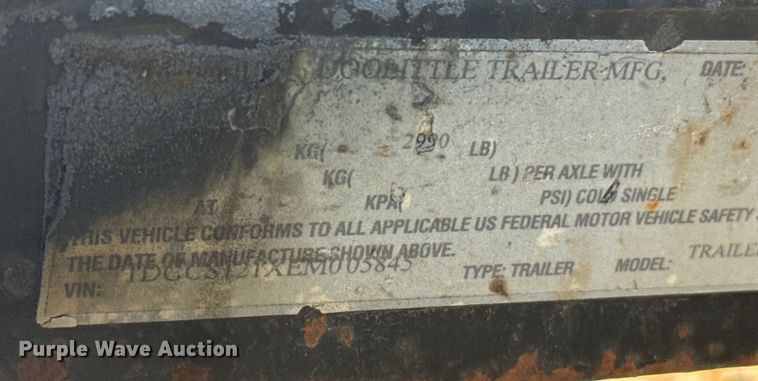 DOOLITTLE TRAILER MFG, DATE:
KG( 2990 LB)
KG( LB) PER AXLE WITH
AT KPA( PSI) COLD SINGLE
THIS VEHICLE CONFORMS TO ALL APPLICABLE US FEDERAL MOTOR VEHICLE SAFETY
THE DATE OF MANUFACTURE SHOWN ABOVE.
VIN: TYPE: TRAILER MODEL: TRAILE
Purple Wave Auction